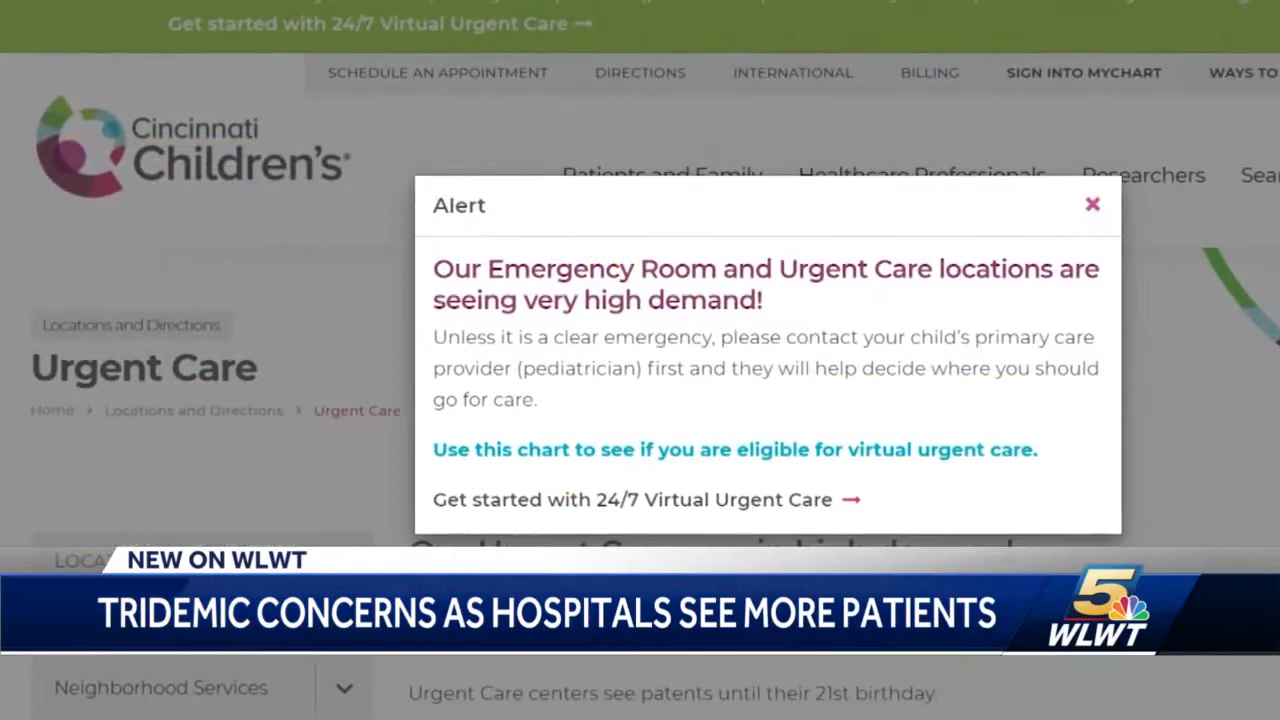 Get started with 24/7 Virtual Urgent Care →
SCHEDULE AN APPOINTMENT DIRECTIONS INTERNATIONAL BILLING SIGN INTO MYCHART WAYS TO
Cincinnati
Children's
Patients and Family Healthcare Professionals Researchers
Alert
Our Emergency Room and Urgent Care locations are
seeing very high demand!
Unless it is a clear emergency, please contact your child's primary care
provider (pediatrician) first and they will help decide where you should
go for care.
Use this chart to see if you are eligible for virtual urgent care.
Get started with 24/7 Virtual Urgent Care →
Locations and Directions
Urgent Care
Home > Locations and Directions > Urgent Care
NEW ON WLWT
TRIDEMIC CONCERNS AS HOSPITALS SEE MORE PATIENTS
5
WLWT
Neighborhood Services
Urgent Care centers see patents until their 21st birthday.